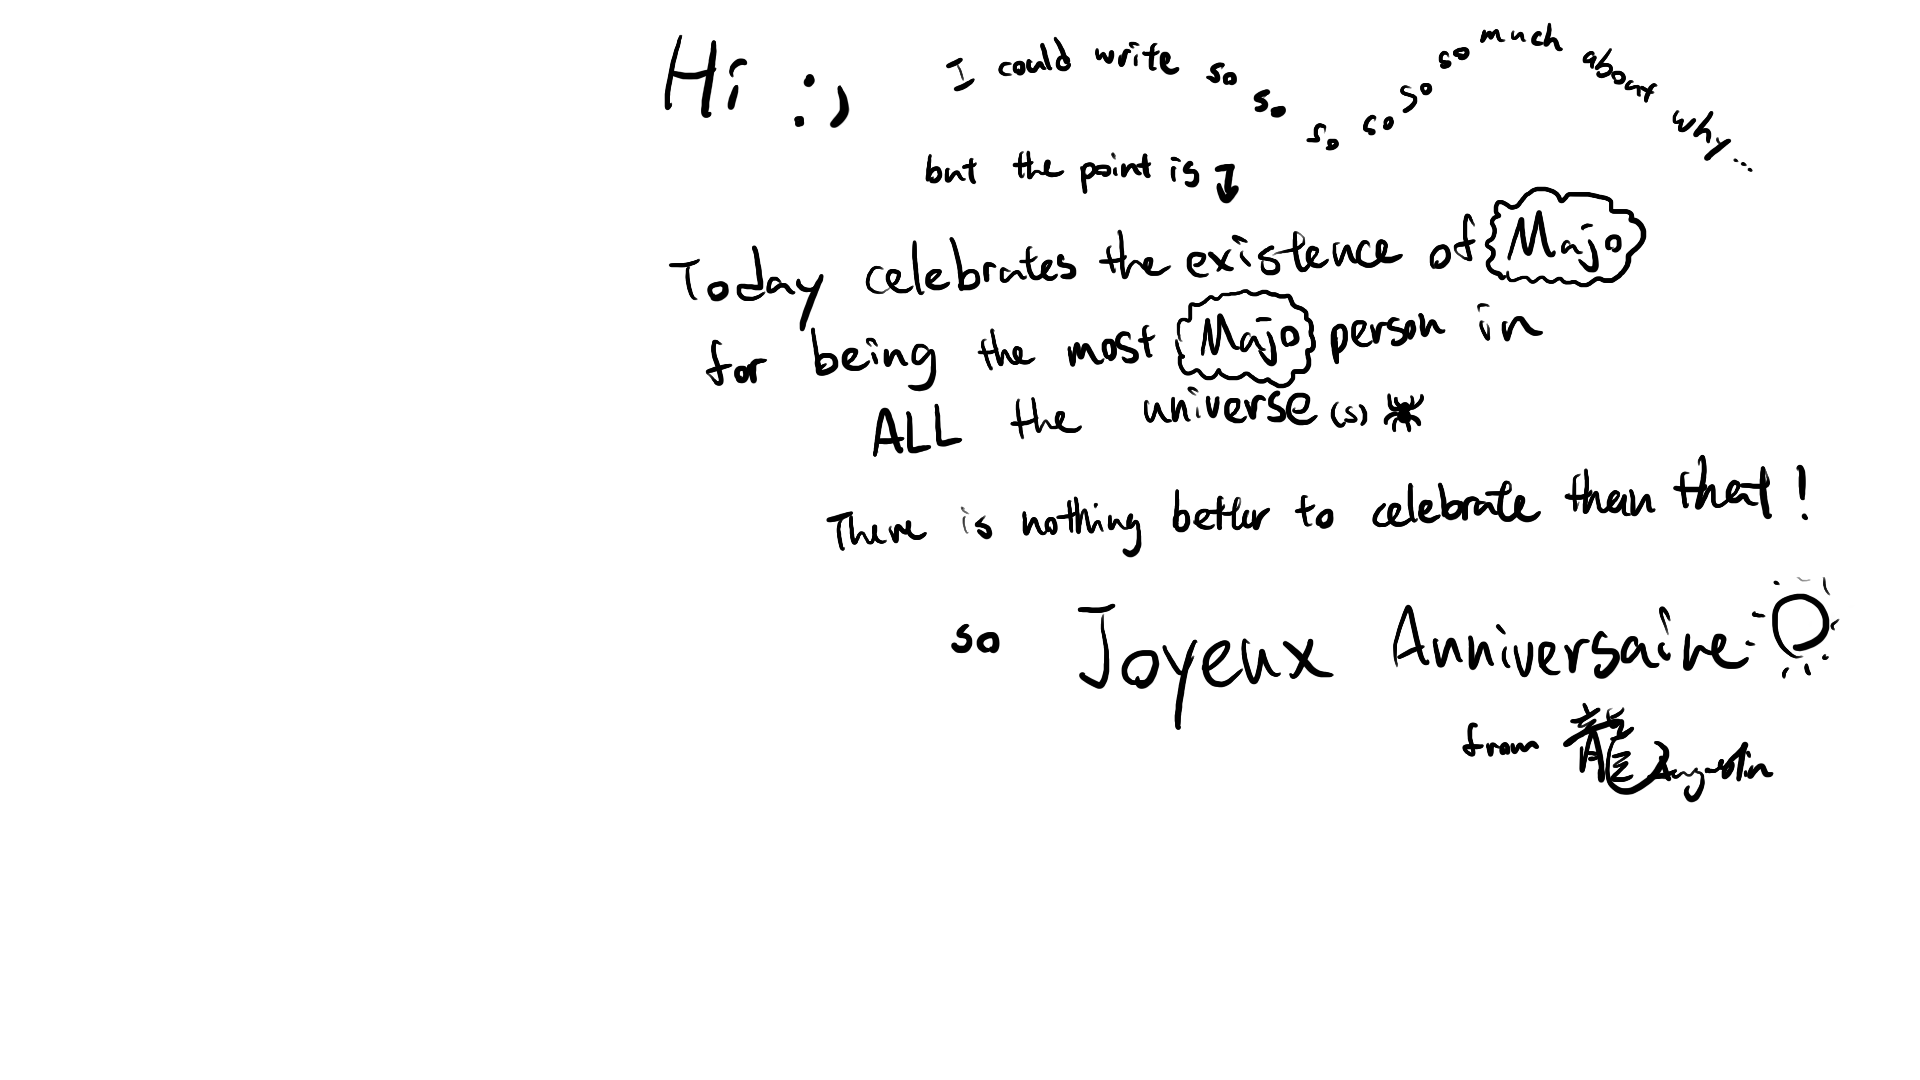 Hi :)
I could write so so so so so so much about why...
but the point is ↓
Today celebrates the existence of Majo
for being the most Majo person in
ALL the universe(s)
There is nothing better to celebrate than that!
so Joyeux Anniversaire
from 龍 Augustin